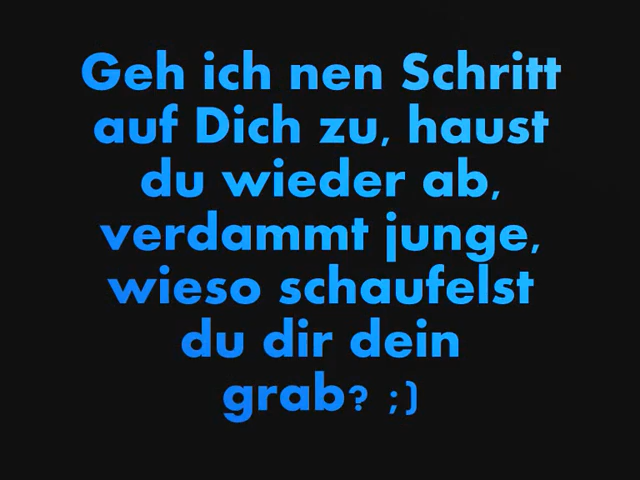 Geh ich nen Schritt
auf Dich zu, haust
du wieder ab,
verdammt junge,
wieso schaufelst
du dir dein
grab? ;)